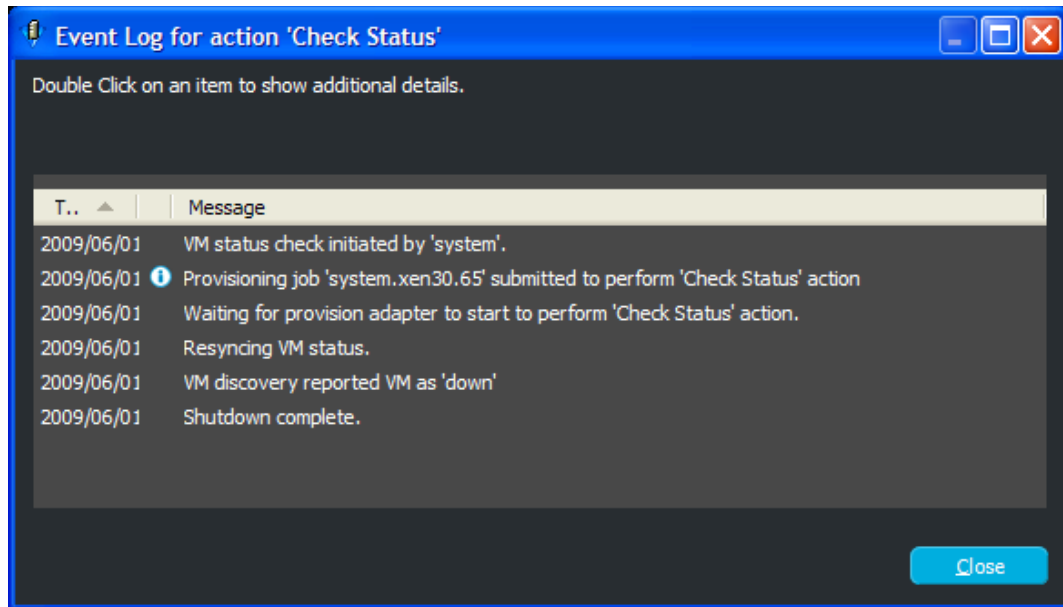 Event Log for action 'Check Status'
Double Click on an item to show additional details.
T.. Message
2009/06/01 VM status check initiated by 'system'.
2009/06/01 Provisioning job 'system.xen30.65' submitted to perform 'Check Status' action
2009/06/01 Waiting for provision adapter to start to perform 'Check Status' action.
2009/06/01 Resyncing VM status.
2009/06/01 VM discovery reported VM as 'down'
2009/06/01 Shutdown complete.
Close